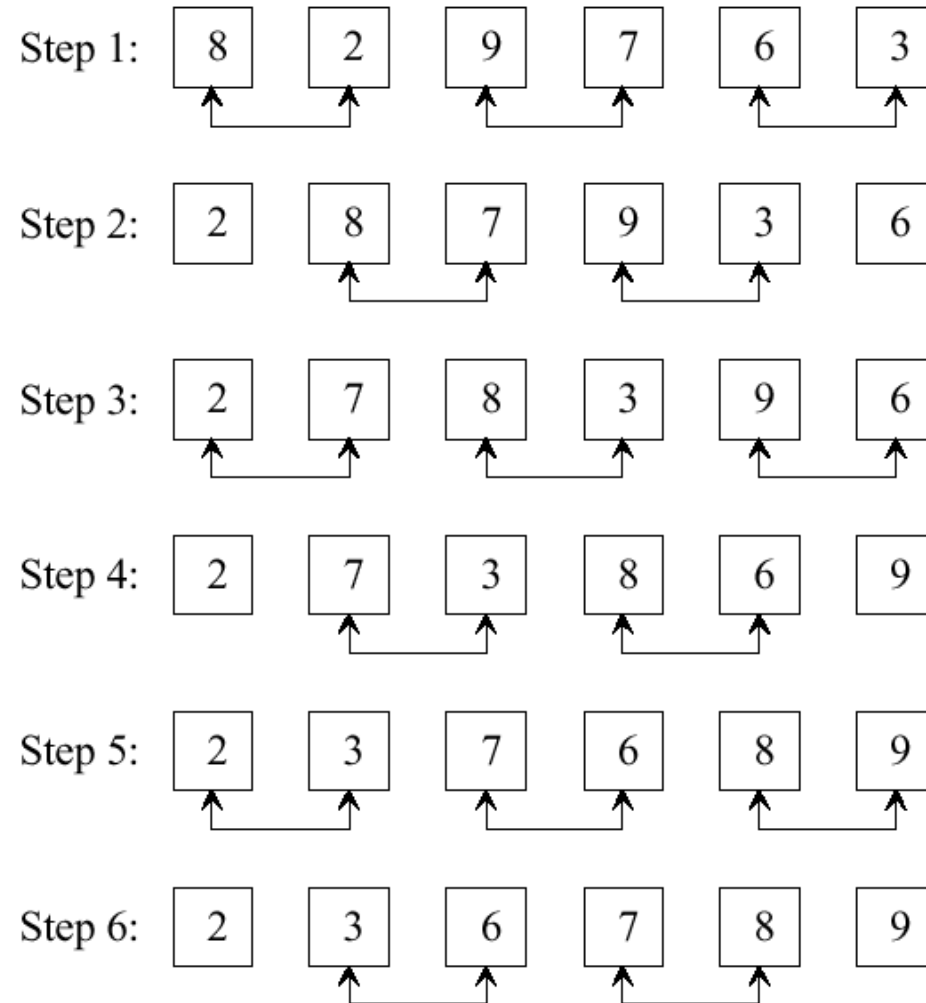 Step 1: 8 2 9 7 6 3
Step 2: 2 8 7 9 3 6
Step 3: 2 7 8 3 9 6
Step 4: 2 7 3 8 6 9
Step 5: 2 3 7 6 8 9
Step 6: 2 3 6 7 8 9